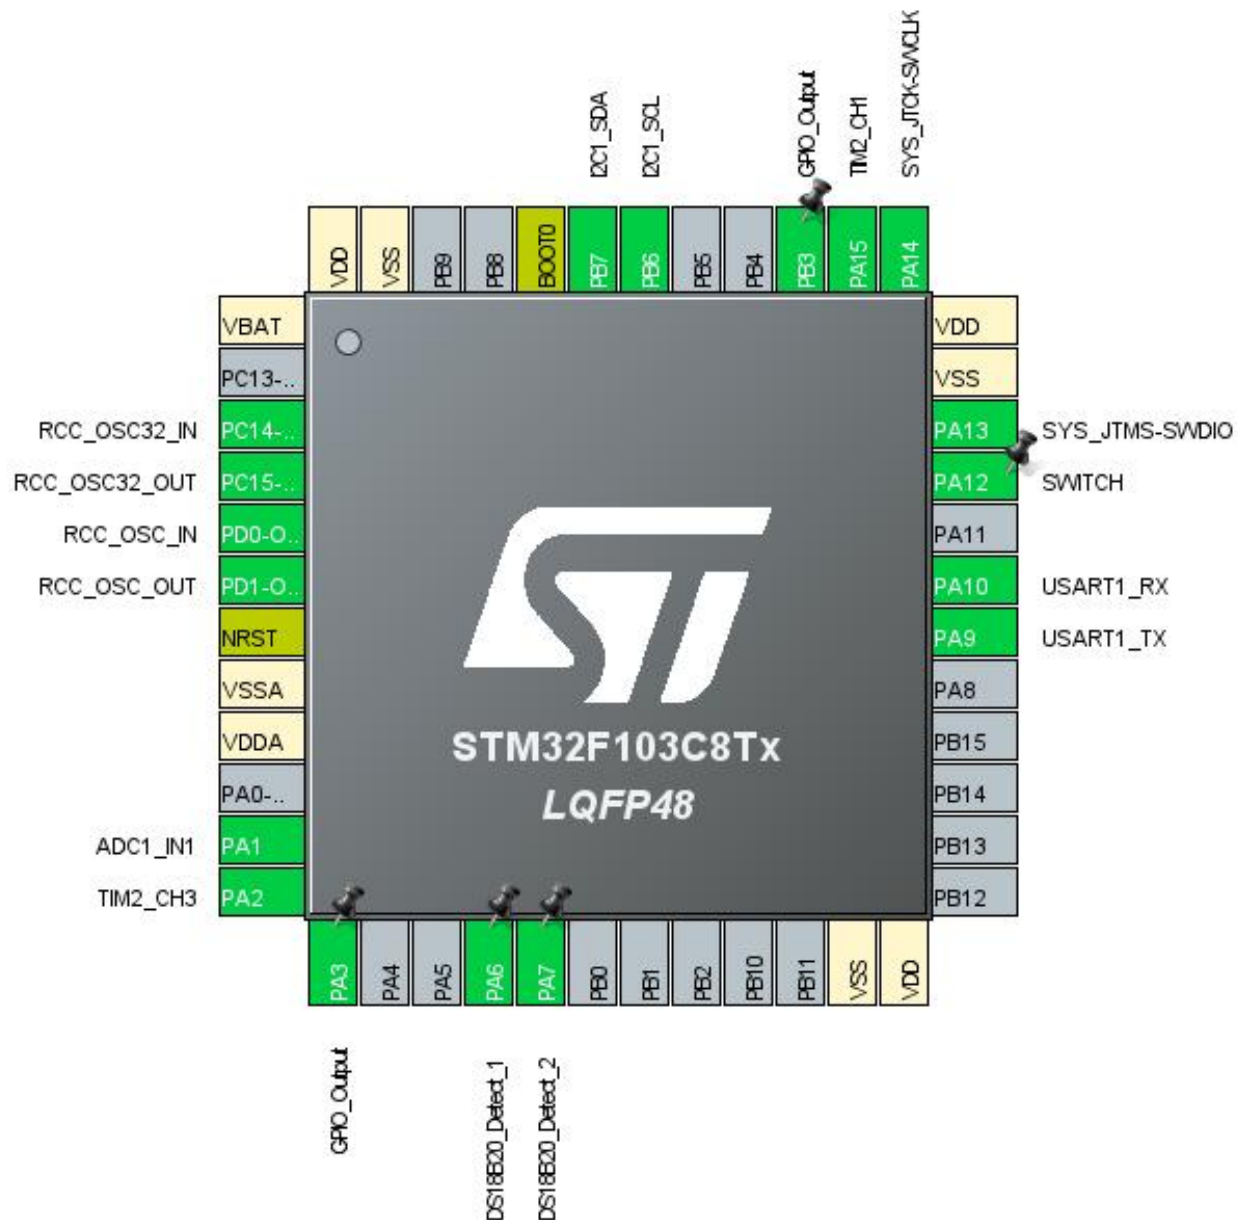 I2C1_SDA
I2C1_SCL
GPIO_Output
TIM2_CH1
SYS_JTCK-SWCLK
VDD
VSS
PB9
PB8
BOOT0
PB7
PB6
PB5
PB4
PB3
PA15
PA14
VBAT
PC13-..
RCC_OSC32_IN PC14-..
RCC_OSC32_OUT PC15-..
RCC_OSC_IN PD0-O..
RCC_OSC_OUT PD1-O..
NRST
VSSA
VDDA
PA0-..
ADC1_IN1 PA1
TIM2_CH3 PA2
VDD
VSS
PA13 SYS_JTMS-SWDIO
PA12 SWITCH
PA11
PA10 USART1_RX
PA9 USART1_TX
PA8
PB15
PB14
PB13
PB12
ST
STM32F103C8Tx
LQFP48
PA3
PA4
PA5
PA6
PA7
PB0
PB1
PB2
PB10
PB11
VSS
VDD
GPIO_Output
DS18B20_Detect_1
DS18B20_Detect_2